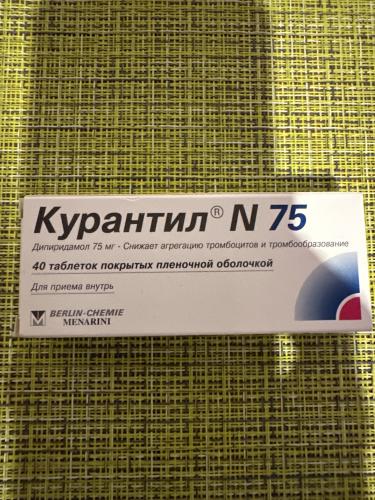 Курантил® N 75
Дипиридамол 75 мг - Снижает агрегацию тромбоцитов и тромбообразование
40 таблеток покрытых пленочной оболочкой
Для приема внутрь
BERLIN-CHEMIE
MENARINI